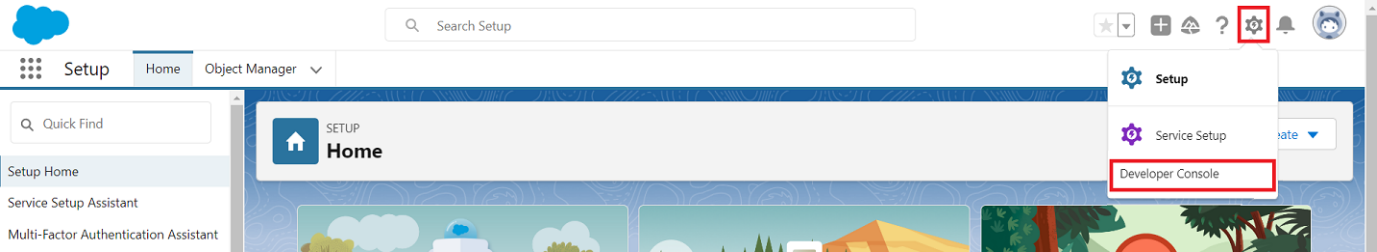 Search Setup
Setup
Home
Object Manager
Setup
Service Setup
Developer Console
Quick Find
SETUP
Home
eate
Setup Home
Service Setup Assistant
Multi-Factor Authentication Assistant